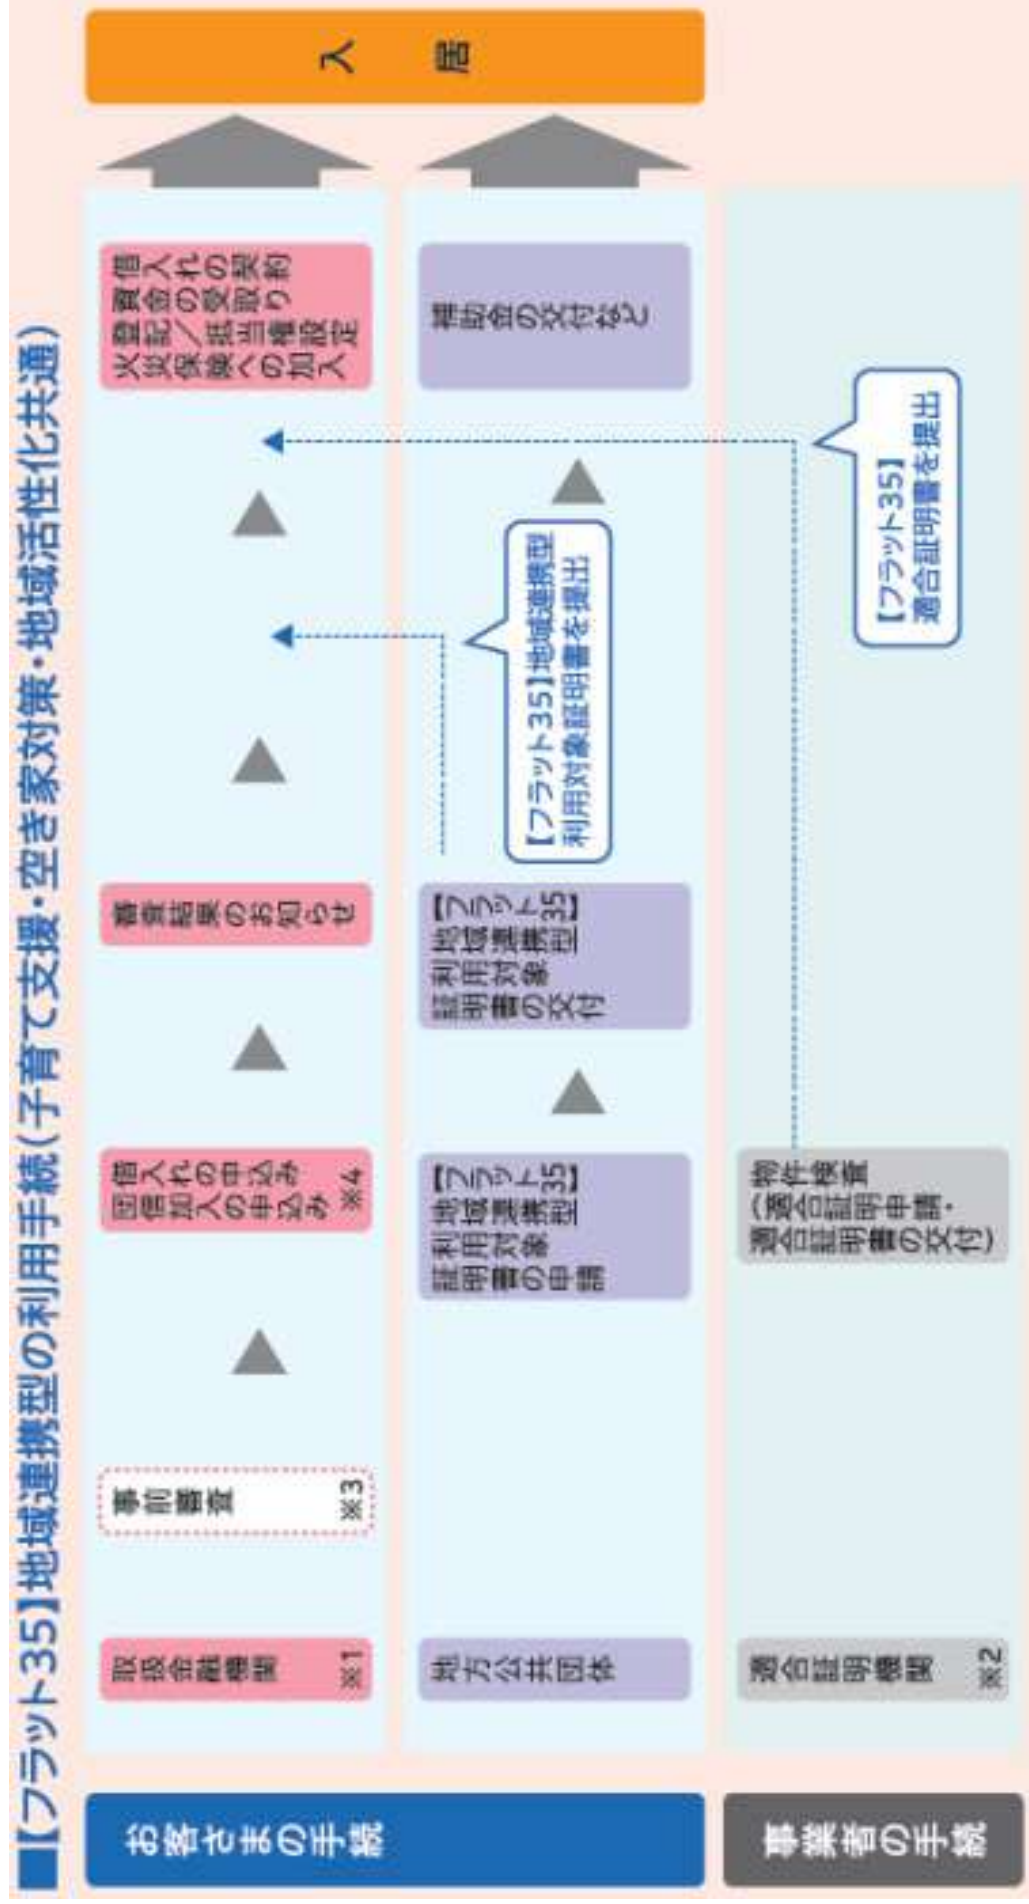 ■【フラット35】地域連携型の利用手続(子育て支援・空き家対策・地域活性化共通)
お客さまの手続
取扱金融機関
※1
事前審査
※3
借入れの申込み
団信加入の申込み
※4
審査結果のお知らせ
借入れの契約
資金の受取り
登記／抵当権設定
火災保険への加入
地方公共団体
【フラット35】
地域連携型
利用対象
証明書の申請
【フラット35】
地域連携型
利用対象
証明書の交付
【フラット35】地域連携型
利用対象証明書を提出
補助金の交付など
入居
事業者の手続
適合証明機関
※2
物件検査
(適合証明申請・
適合証明書の交付)
【フラット35】
適合証明書を提出